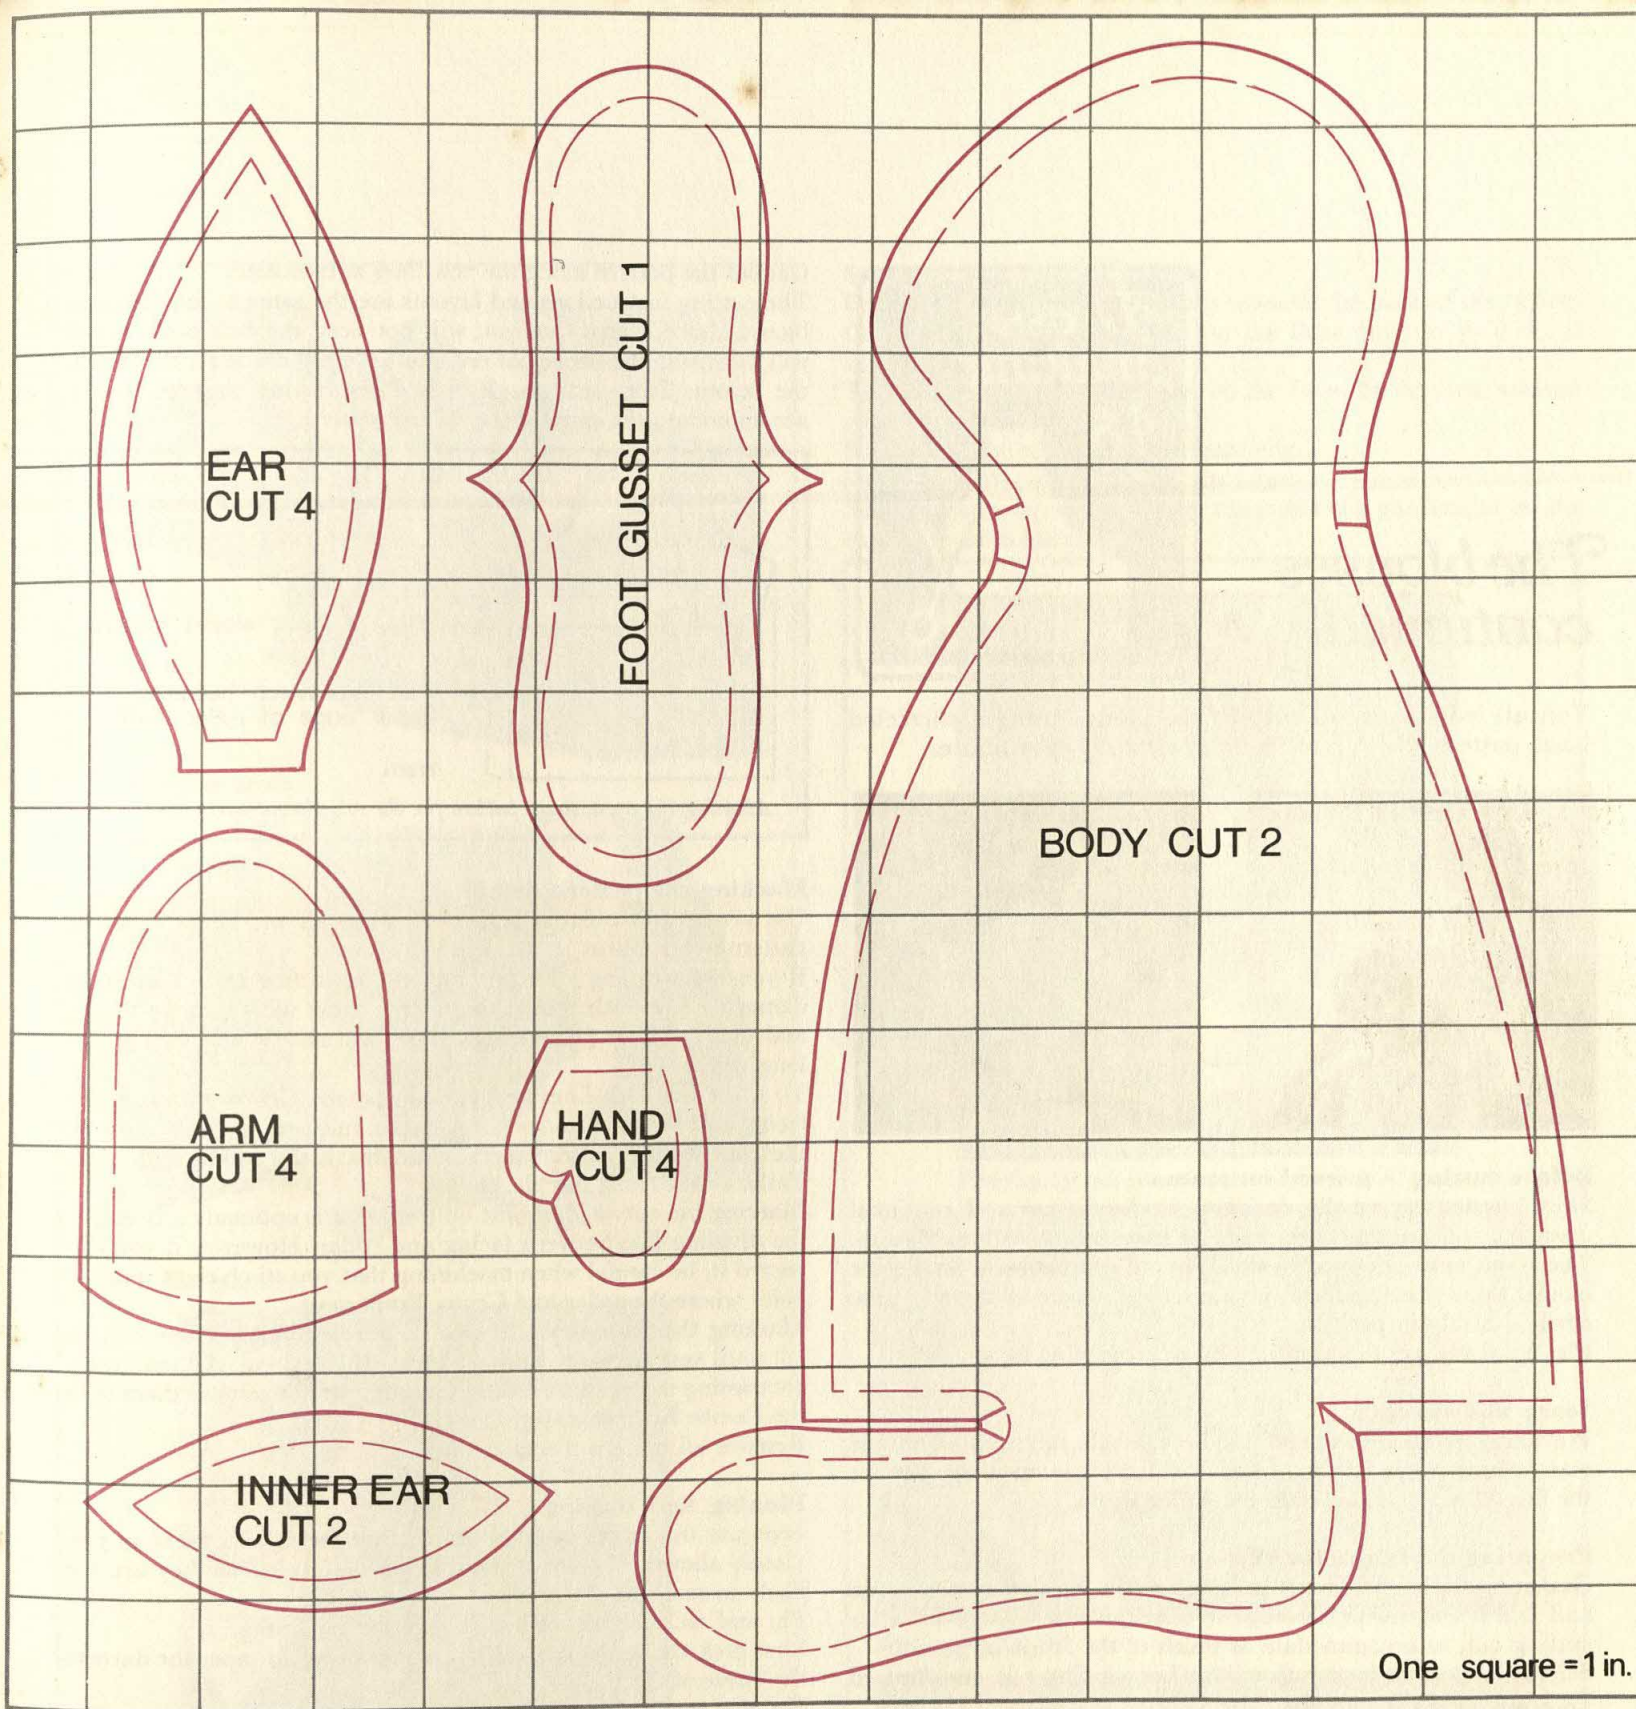 EAR
CUT 4
FOOT GUSSET CUT 1
BODY CUT 2
ARM
CUT 4
HAND
CUT 4
INNER EAR
CUT 2
One square = 1 in.